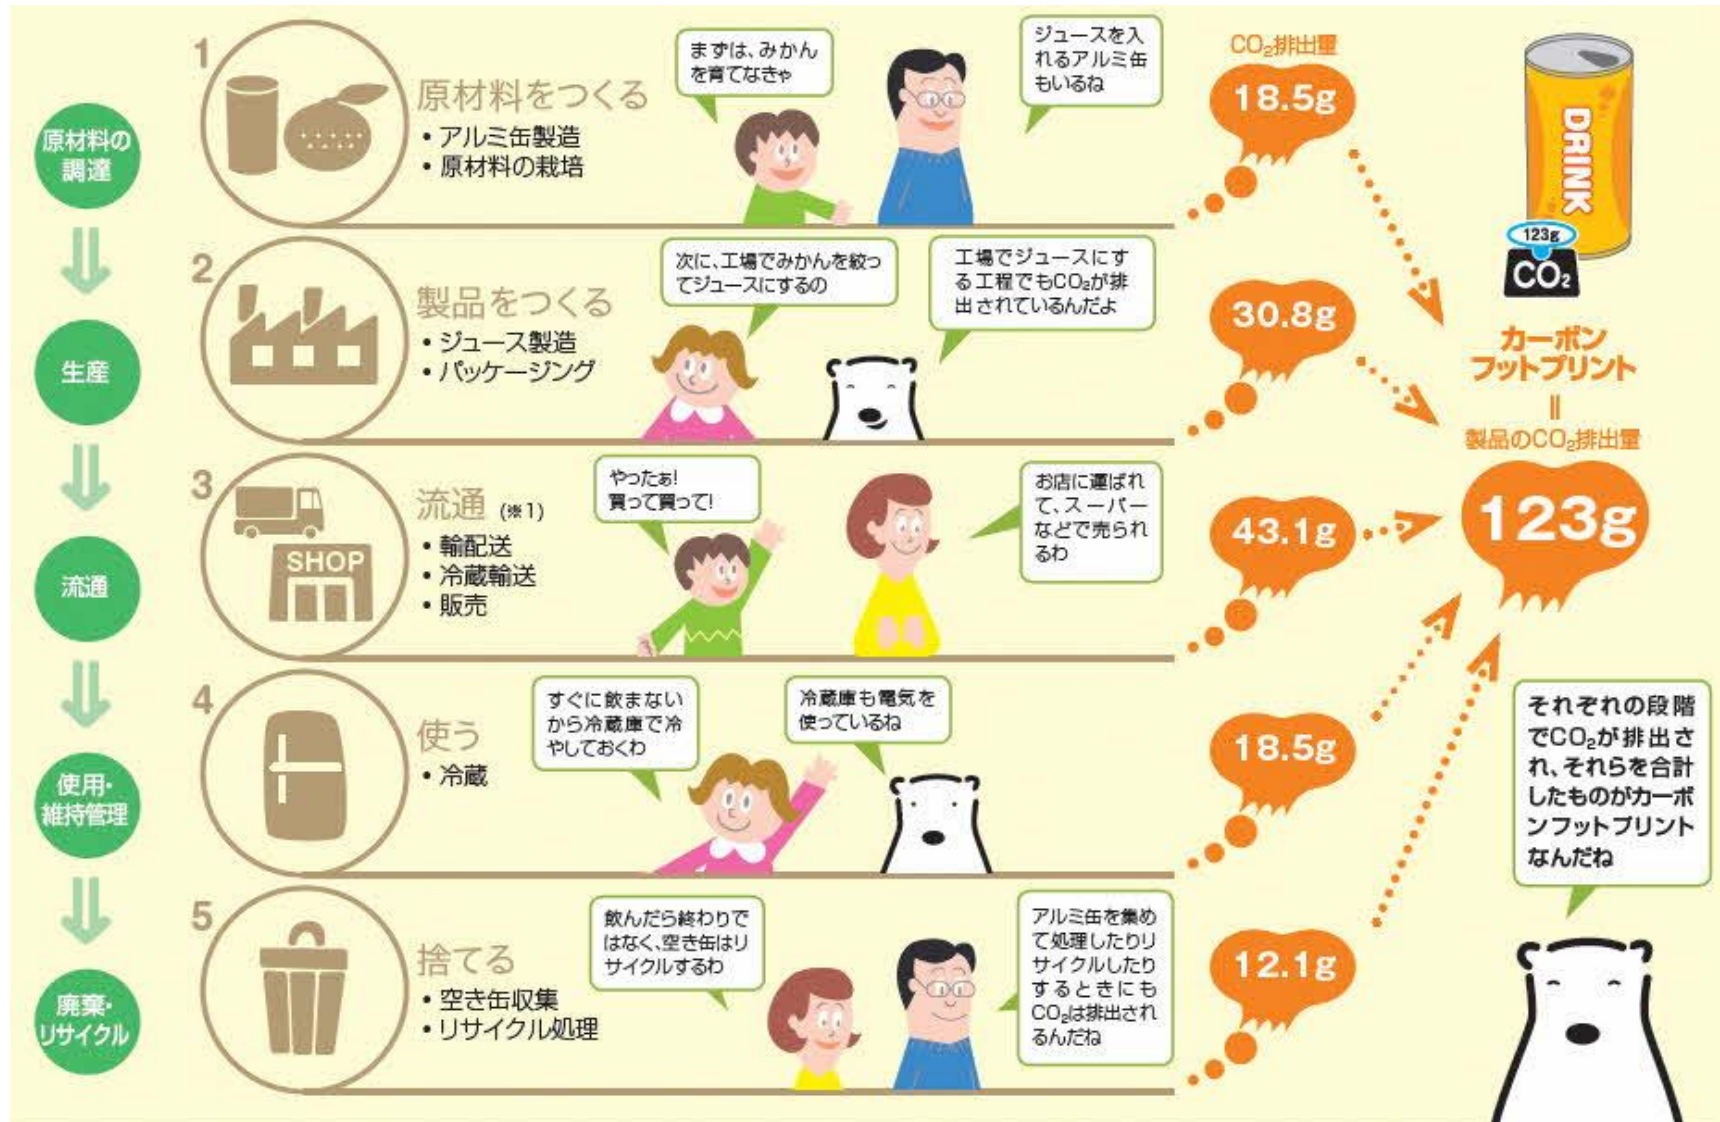 原材料の
調達
生産
流通
使用・
維持管理
廃棄・
リサイクル
1
原材料をつくる
・アルミ缶製造
・原材料の栽培
まずは、みかん
を育てなきゃ
ジュースを入
れるアルミ缶
もいるね
CO₂排出量
18.5g
2
製品をつくる
・ジュース製造
・パッケージング
次に、工場でみかんを絞っ
てジュースにするの
工場でジュースにす
る工程でもCO₂が排
出されているんだよ
30.8g
3
流通 (※1)
・輸配送
・冷蔵輸送
・販売
SHOP
やったぁ!
買って買って!
お店に運ばれ
て、スーパー
などで売られ
るわ
43.1g
4
使う
・冷蔵
すぐに飲まない
から冷蔵庫で冷
やしておくわ
冷蔵庫も電気を
使っているね
18.5g
5
捨てる
・空き缶収集
・リサイクル処理
飲んだら終わりで
はなく、空き缶はリ
サイクルするわ
アルミ缶を集め
て処理したりリ
サイクルしたり
するときにも
CO₂は排出され
るんだね
12.1g
DRINK
123g
CO₂
カーボン
フットプリント
=
製品のCO₂排出量
123g
それぞれの段階
でCO₂が排出さ
れ、それらを合計
したものがカーボ
ンフットプリント
なんだね